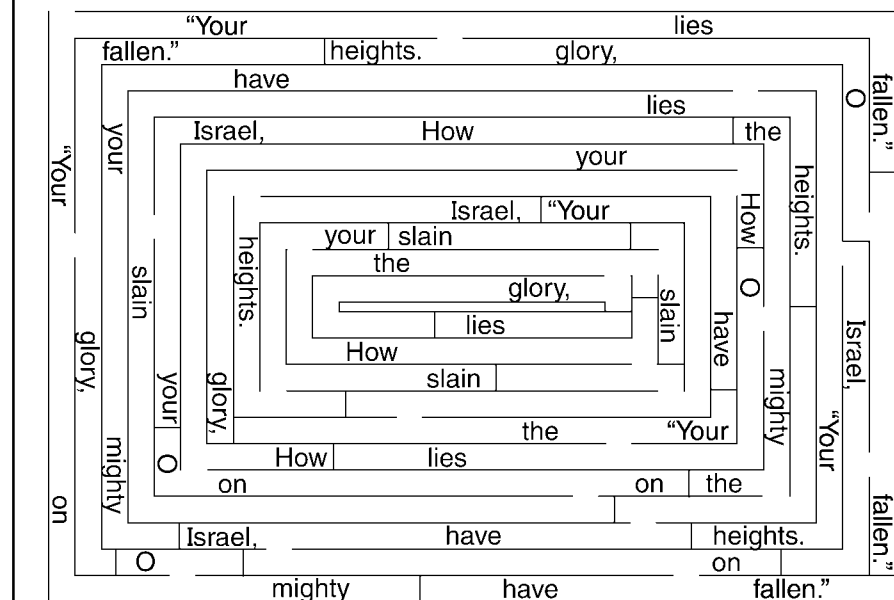 “Your lies
fallen.” heights. glory,
have
lies
Israel, How the
your
Israel, “Your
your slain
the
glory,
lies
How
slain
the “Your
How lies
on on the
Israel, have heights.
O on
mighty have fallen.”
“Your
on
glory,
your
mighty
slain
your
O
glory,
heights.
slain
have
How
O
mighty
heights.
“Your
O
Israel,
fallen.”
fallen.”